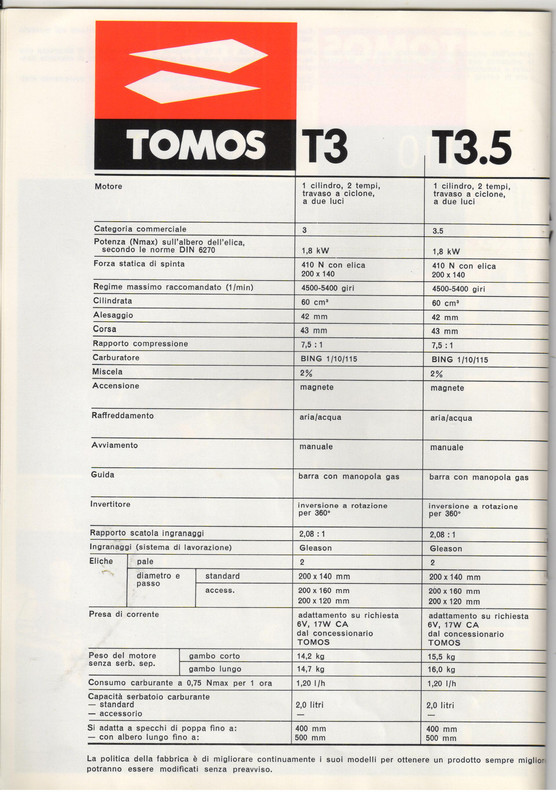 TOMOS T3 T3.5
Motore 1 cilindro, 2 tempi, 1 cilindro, 2 tempi,
travaso a ciclone, travaso a ciclone,
a due luci a due luci
Categoria commerciale 3 3.5
Potenza (Nmax) sull'albero dell'elica,
secondo le norme DIN 6270 1,8 kW 1,8 kW
Forza statica di spinta 410 N con elica 410 N con elica
200 x 140 200 x 140
Regime massimo raccomandato (1/min) 4500-5400 giri 4500-5400 giri
Cilindrata 60 cm³ 60 cm³
Alesaggio 42 mm 42 mm
Corsa 43 mm 43 mm
Rapporto compressione 7,5 : 1 7,5 : 1
Carburatore BING 1/10/115 BING 1/10/115
Miscela 2% 2%
Accensione magnete magnete
Raffreddamento aria/acqua aria/acqua
Avviamento manuale manuale
Guida barra con manopola gas barra con manopola gas
Invertitore inversione a rotazione inversione a rotazione
per 360° per 360°
Rapporto scatola ingranaggi 2,08 : 1 2,08 : 1
Ingranaggi (sistema di lavorazione) Gleason Gleason
Eliche pale 2 2
diametro e passo standard 200 x 140 mm 200 x 140 mm
access. 200 x 160 mm 200 x 160 mm
200 x 120 mm 200 x 120 mm
Presa di corrente adattamento su richiesta adattamento su richiesta
6V, 17W CA 6V, 17W CA
dal concessionario dal concessionario
TOMOS TOMOS
Peso del motore gambo corto 14,2 kg 15,5 kg
senza serb. sep. gambo lungo 14,7 kg 16,0 kg
Consumo carburante a 0,75 Nmax per 1 ora 1,20 l/h 1,20 l/h
Capacità serbatoio carburante
— standard 2,0 litri 2,0 litri
— accessorio — —
Si adatta a specchi di poppa fino a: 400 mm 400 mm
— con albero lungo fino a: 500 mm 500 mm
La politica della fabbrica è di migliorare continuamente i suoi modelli per ottenere un prodotto sempre miglior
potranno essere modificati senza preavviso.